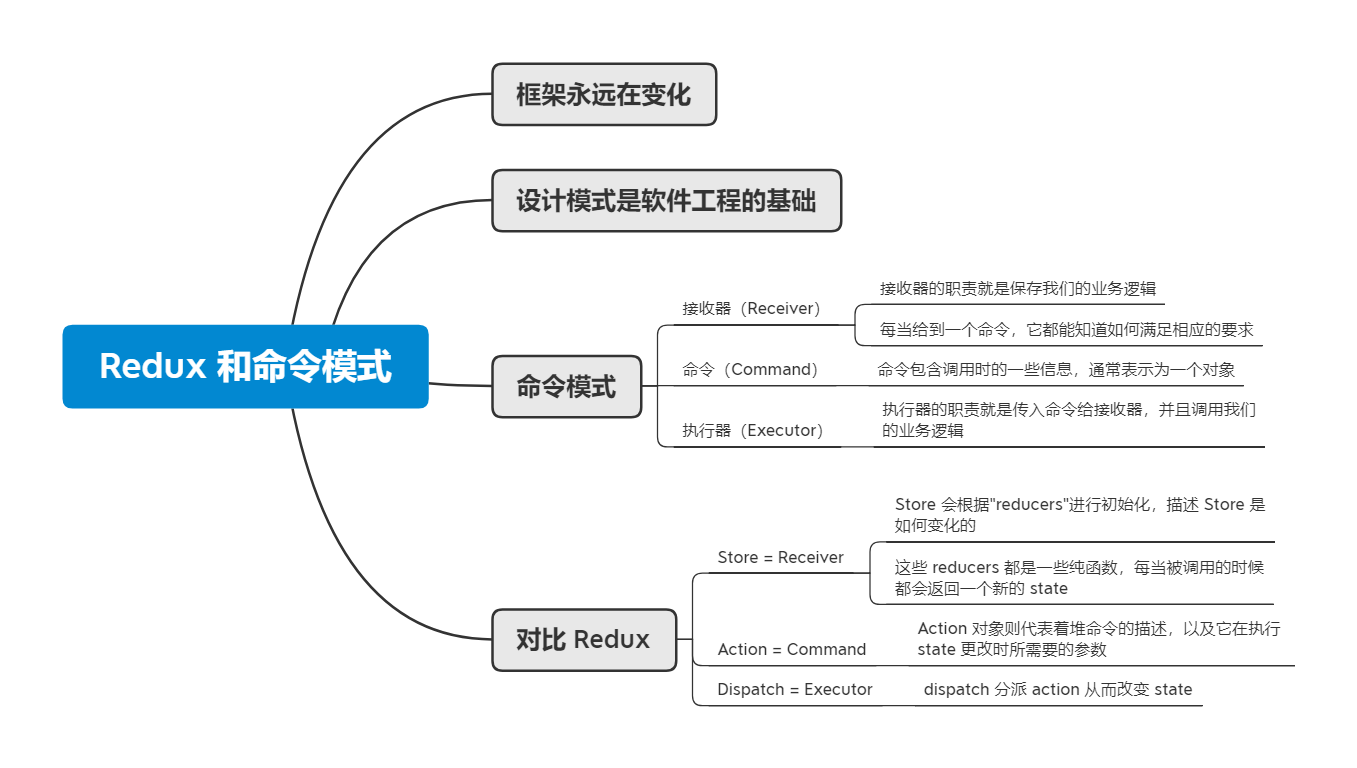 Redux 和命令模式
框架永远在变化
设计模式是软件工程的基础
命令模式
接收器（Receiver）
接收器的职责就是保存我们的业务逻辑
每当给到一个命令，它都能知道如何满足相应的要求
命令（Command）
命令包含调用时的一些信息，通常表示为一个对象
执行器（Executor）
执行器的职责就是传入命令给接收器，并且调用我们
的业务逻辑
对比 Redux
Store = Receiver
Store 会根据"reducers"进行初始化，描述 Store 是
如何变化的
这些 reducers 都是一些纯函数，每当被调用的时候
都会返回一个新的 state
Action = Command
Action 对象则代表着堆命令的描述，以及它在执行
state 更改时所需要的参数
Dispatch = Executor
dispatch 分派 action 从而改变 state